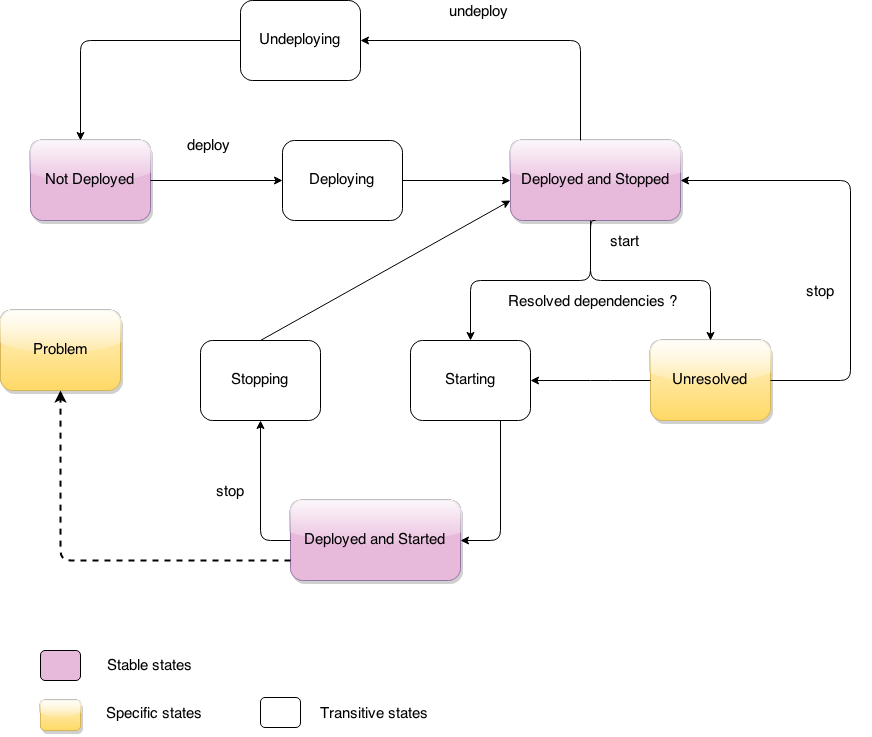 undeploy
Undeploying
deploy
Not Deployed
Deploying
Deployed and Stopped
start
Resolved dependencies ?
stop
Problem
Stopping
Starting
Unresolved
stop
Deployed and Started
Stable states
Specific states
Transitive states